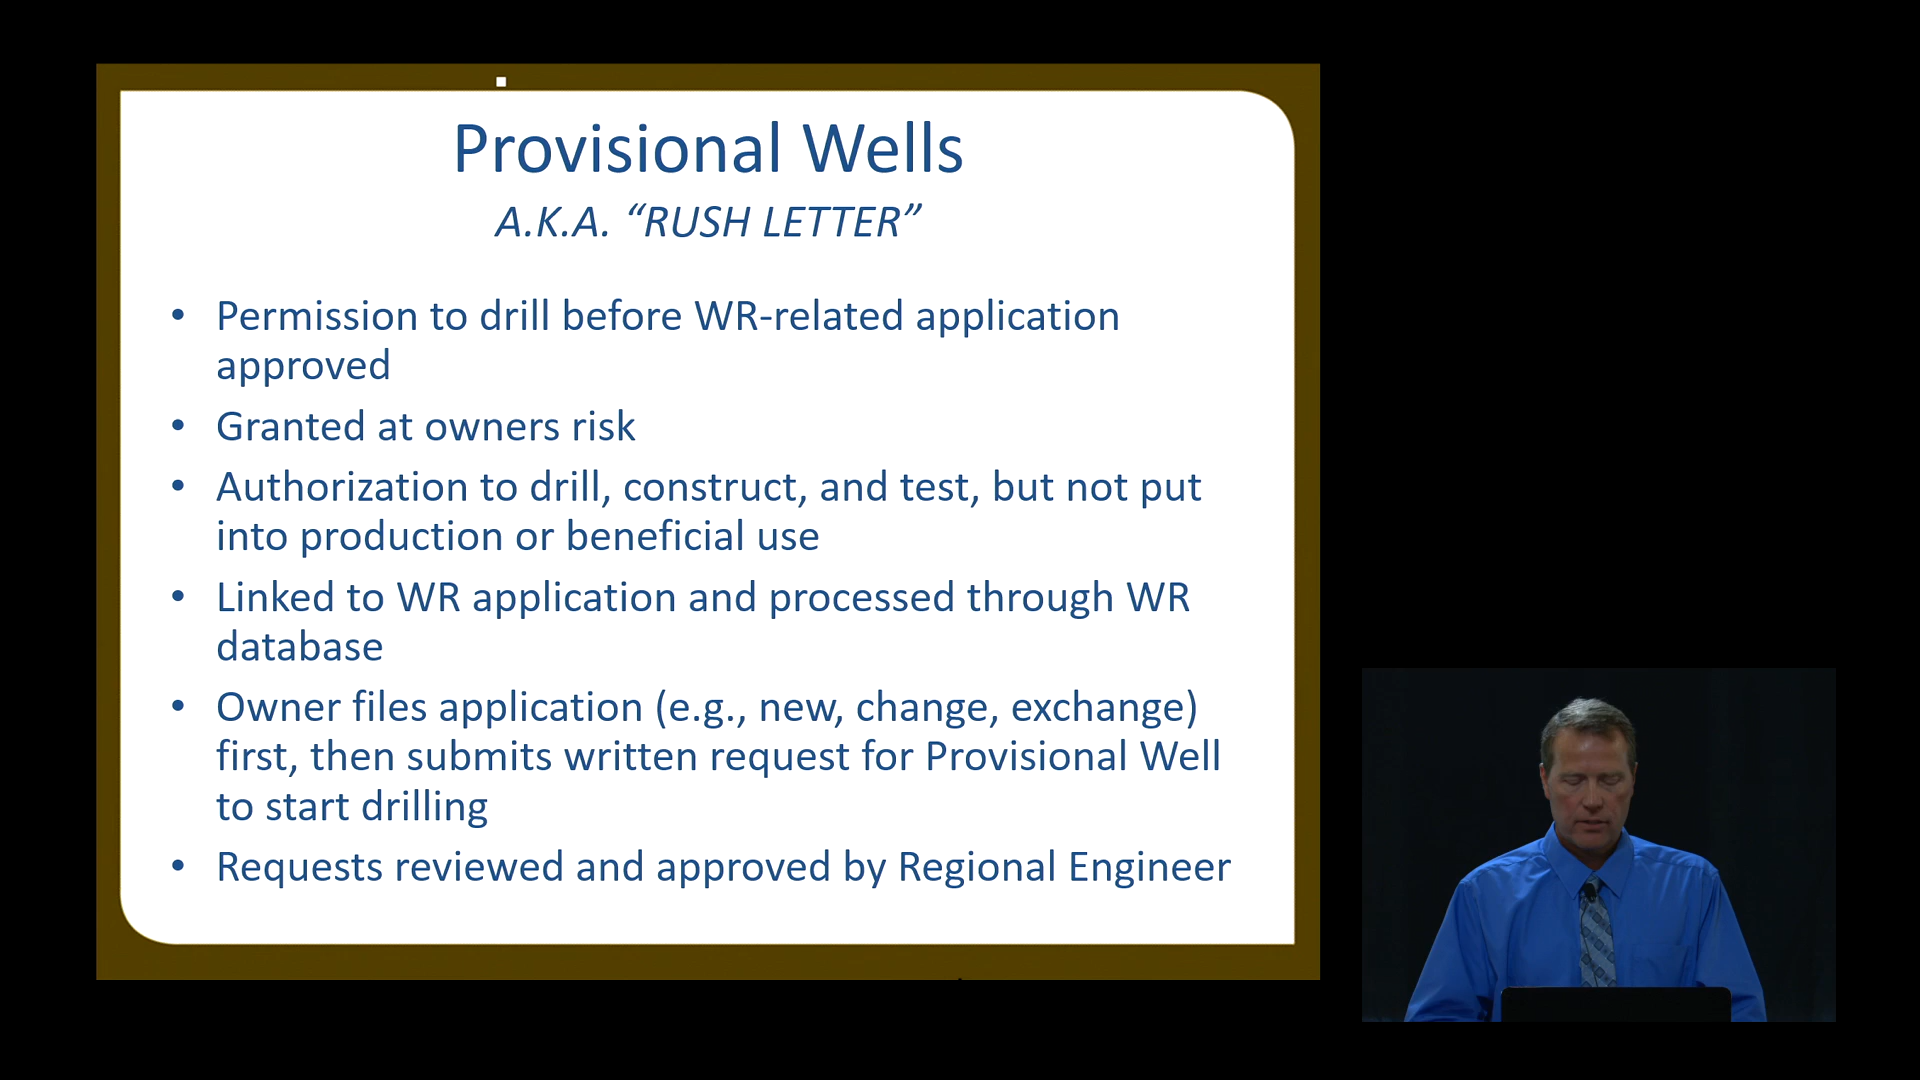 Provisional Wells
A.K.A. “RUSH LETTER”
• Permission to drill before WR-related application
approved
• Granted at owners risk
• Authorization to drill, construct, and test, but not put
into production or beneficial use
• Linked to WR application and processed through WR
database
• Owner files application (e.g., new, change, exchange)
first, then submits written request for Provisional Well
to start drilling
• Requests reviewed and approved by Regional Engineer